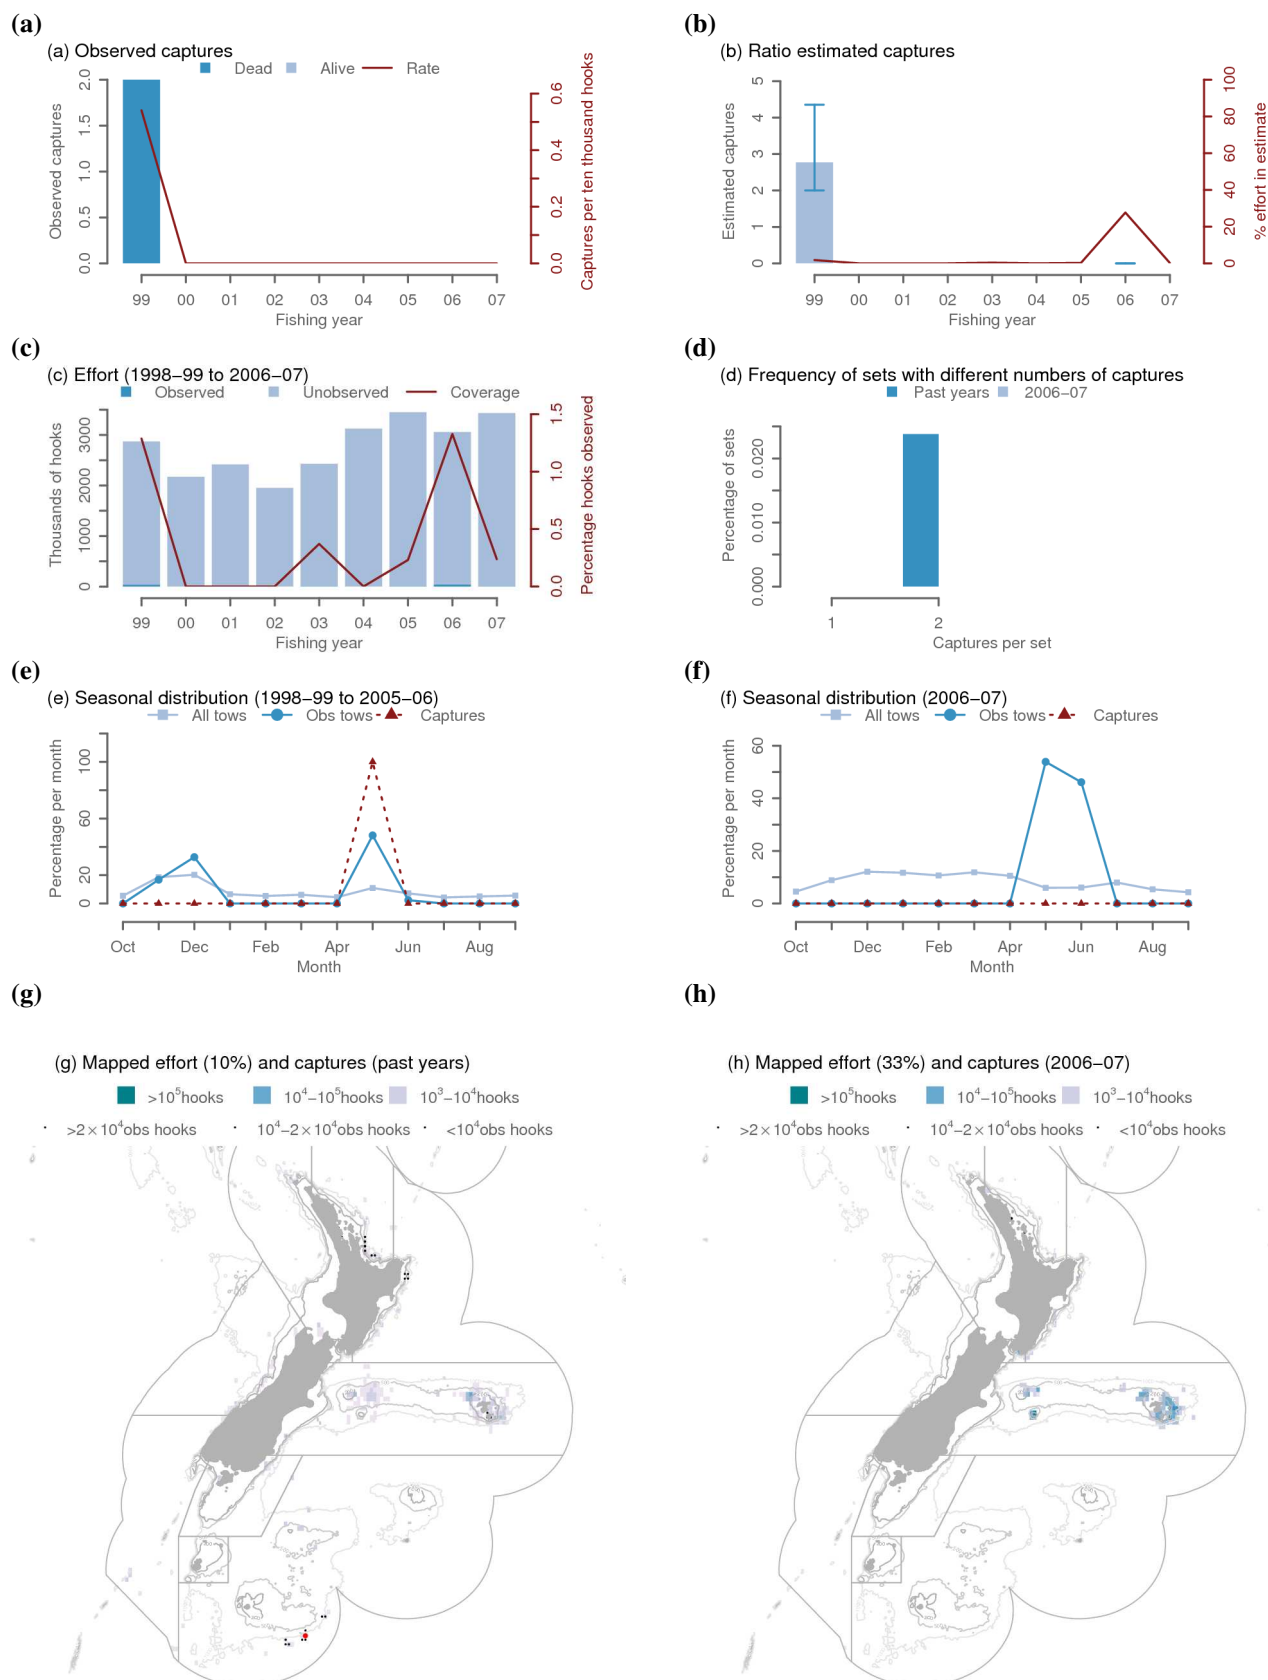 (a)
(a) Observed captures
Dead Alive Rate
Observed captures
0.0 0.5 1.0 1.5 2.0
Captures per ten thousand hooks
0.0 0.2 0.4 0.6
99 00 01 02 03 04 05 06 07
Fishing year
(b)
(b) Ratio estimated captures
Estimated captures
0 1 2 3 4 5
% effort in estimate
0 20 40 60 80 100
99 00 01 02 03 04 05 06 07
Fishing year
(c)
(c) Effort (1998–99 to 2006–07)
Observed Unobserved Coverage
Thousands of hooks
0 1000 2000 3000
Percentage hooks observed
0.0 0.5 1.0 1.5
99 00 01 02 03 04 05 06 07
Fishing year
(d)
(d) Frequency of sets with different numbers of captures
Past years 2006–07
Percentage of sets
0.000 0.010 0.020
1 2
Captures per set
(e)
(e) Seasonal distribution (1998–99 to 2005–06)
All tows Obs tows Captures
Percentage per month
0 20 60 100
Oct Dec Feb Apr Jun Aug
Month
(f)
(f) Seasonal distribution (2006–07)
All tows Obs tows Captures
Percentage per month
0 20 40 60
Oct Dec Feb Apr Jun Aug
Month
(g)
(g) Mapped effort (10%) and captures (past years)
>10⁵hooks 10⁴–10⁵hooks 10³–10⁴hooks
>2×10⁴obs hooks 10⁴–2×10⁴obs hooks <10⁴obs hooks
(h)
(h) Mapped effort (33%) and captures (2006–07)
>10⁵hooks 10⁴–10⁵hooks 10³–10⁴hooks
>2×10⁴obs hooks 10⁴–2×10⁴obs hooks <10⁴obs hooks